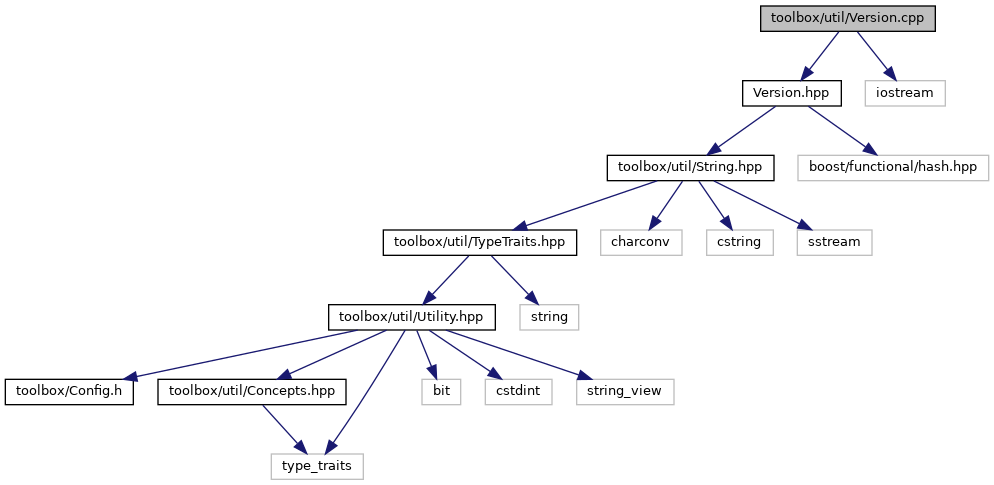 toolbox/util/Version.cpp
Version.hpp
iostream
toolbox/util/String.hpp
boost/functional/hash.hpp
toolbox/util/TypeTraits.hpp
charconv
cstring
sstream
toolbox/util/Utility.hpp
string
toolbox/Config.h
toolbox/util/Concepts.hpp
bit
cstdint
string_view
type_traits